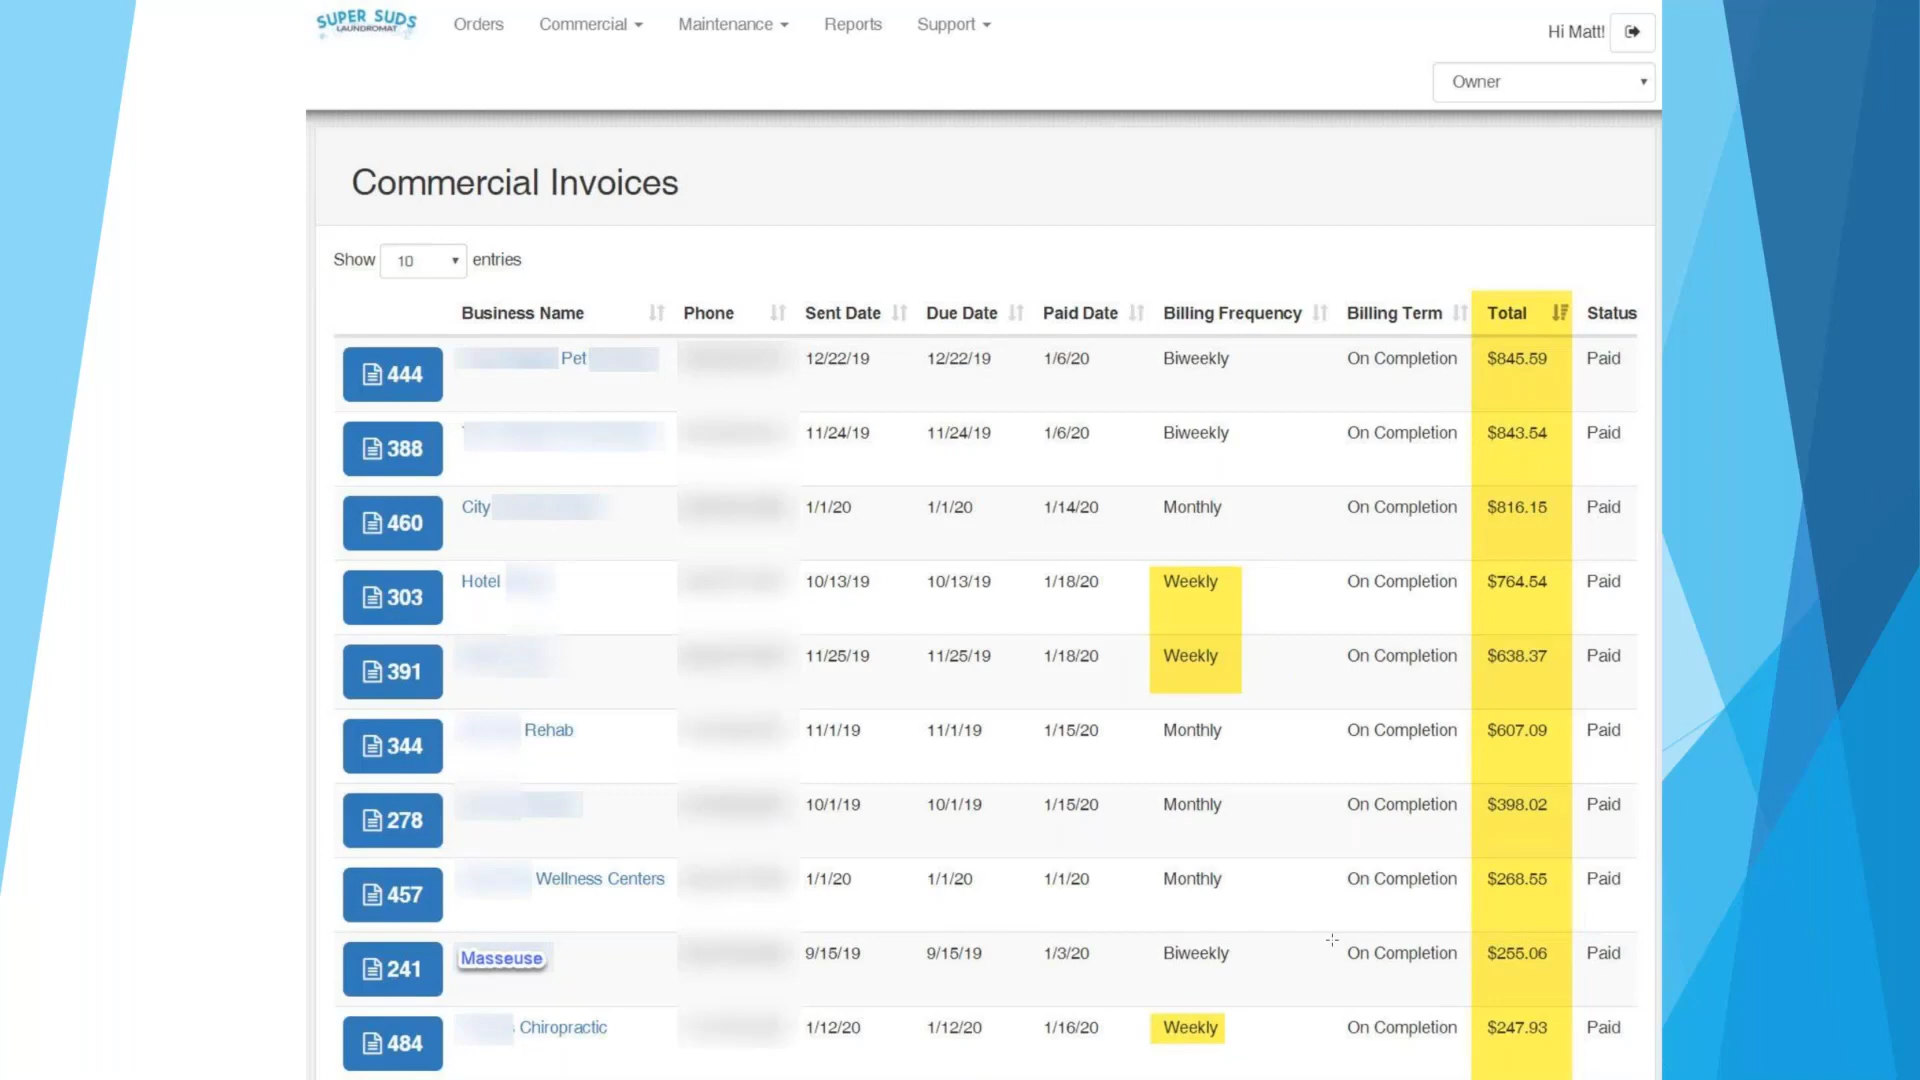 SUPER SUDS
LAUNDROMAT
Orders Commercial Maintenance Reports Support
Hi Matt!
Owner
Commercial Invoices
Show 10 entries
Business Name Phone Sent Date Due Date Paid Date Billing Frequency Billing Term Total Status
444 Pet 12/22/19 12/22/19 1/6/20 Biweekly On Completion $845.59 Paid
388 11/24/19 11/24/19 1/6/20 Biweekly On Completion $843.54 Paid
460 City 1/1/20 1/1/20 1/14/20 Monthly On Completion $816.15 Paid
303 Hotel 10/13/19 10/13/19 1/18/20 Weekly On Completion $764.54 Paid
391 11/25/19 11/25/19 1/18/20 Weekly On Completion $638.37 Paid
344 Rehab 11/1/19 11/1/19 1/15/20 Monthly On Completion $607.09 Paid
278 10/1/19 10/1/19 1/15/20 Monthly On Completion $398.02 Paid
457 Wellness Centers 1/1/20 1/1/20 1/1/20 Monthly On Completion $268.55 Paid
241 Masseuse 9/15/19 9/15/19 1/3/20 Biweekly On Completion $255.06 Paid
484 Chiropractic 1/12/20 1/12/20 1/16/20 Weekly On Completion $247.93 Paid